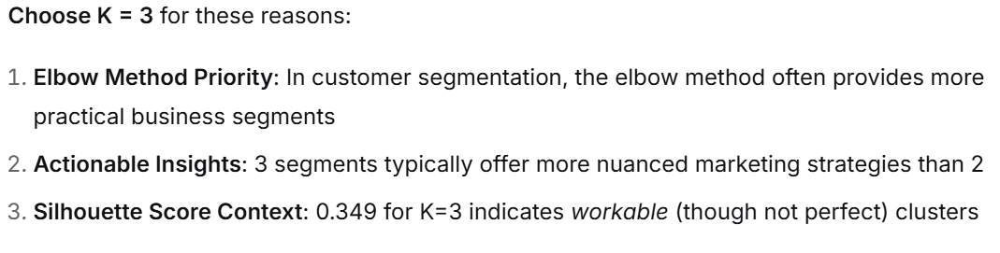 Choose K = 3 for these reasons:
1. Elbow Method Priority: In customer segmentation, the elbow method often provides more
practical business segments
2. Actionable Insights: 3 segments typically offer more nuanced marketing strategies than 2
3. Silhouette Score Context: 0.349 for K=3 indicates workable (though not perfect) clusters